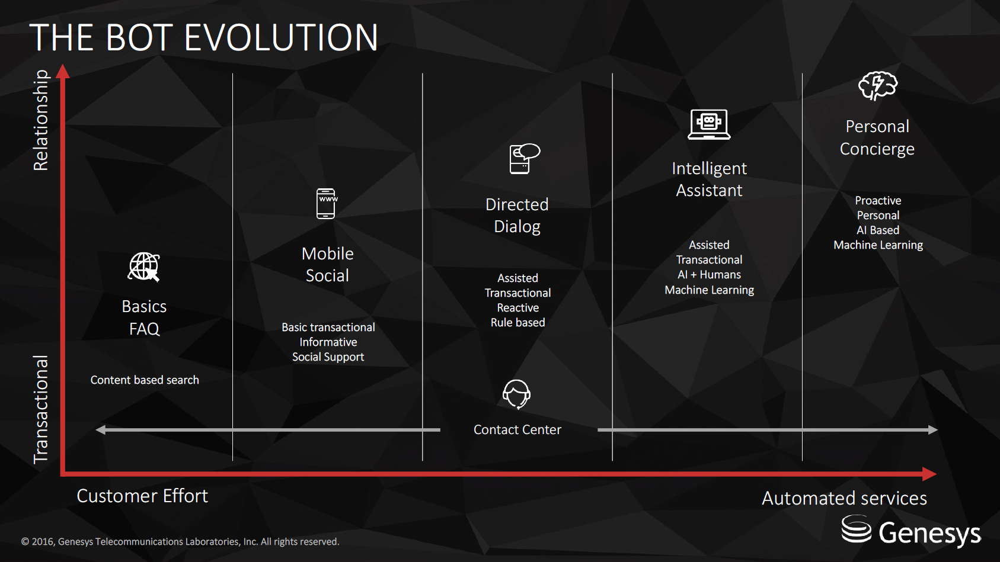 THE BOT EVOLUTION
Relationship
Transactional
Basics
FAQ
Content based search
www
Mobile
Social
Basic transactional
Informative
Social Support
Directed
Dialog
Assisted
Transactional
Reactive
Rule based
Intelligent
Assistant
Assisted
Transactional
AI + Humans
Machine Learning
Personal
Concierge
Proactive
Personal
AI Based
Machine Learning
Contact Center
Customer Effort
Automated services
© 2016, Genesys Telecommunications Laboratories, Inc. All rights reserved.
Genesys